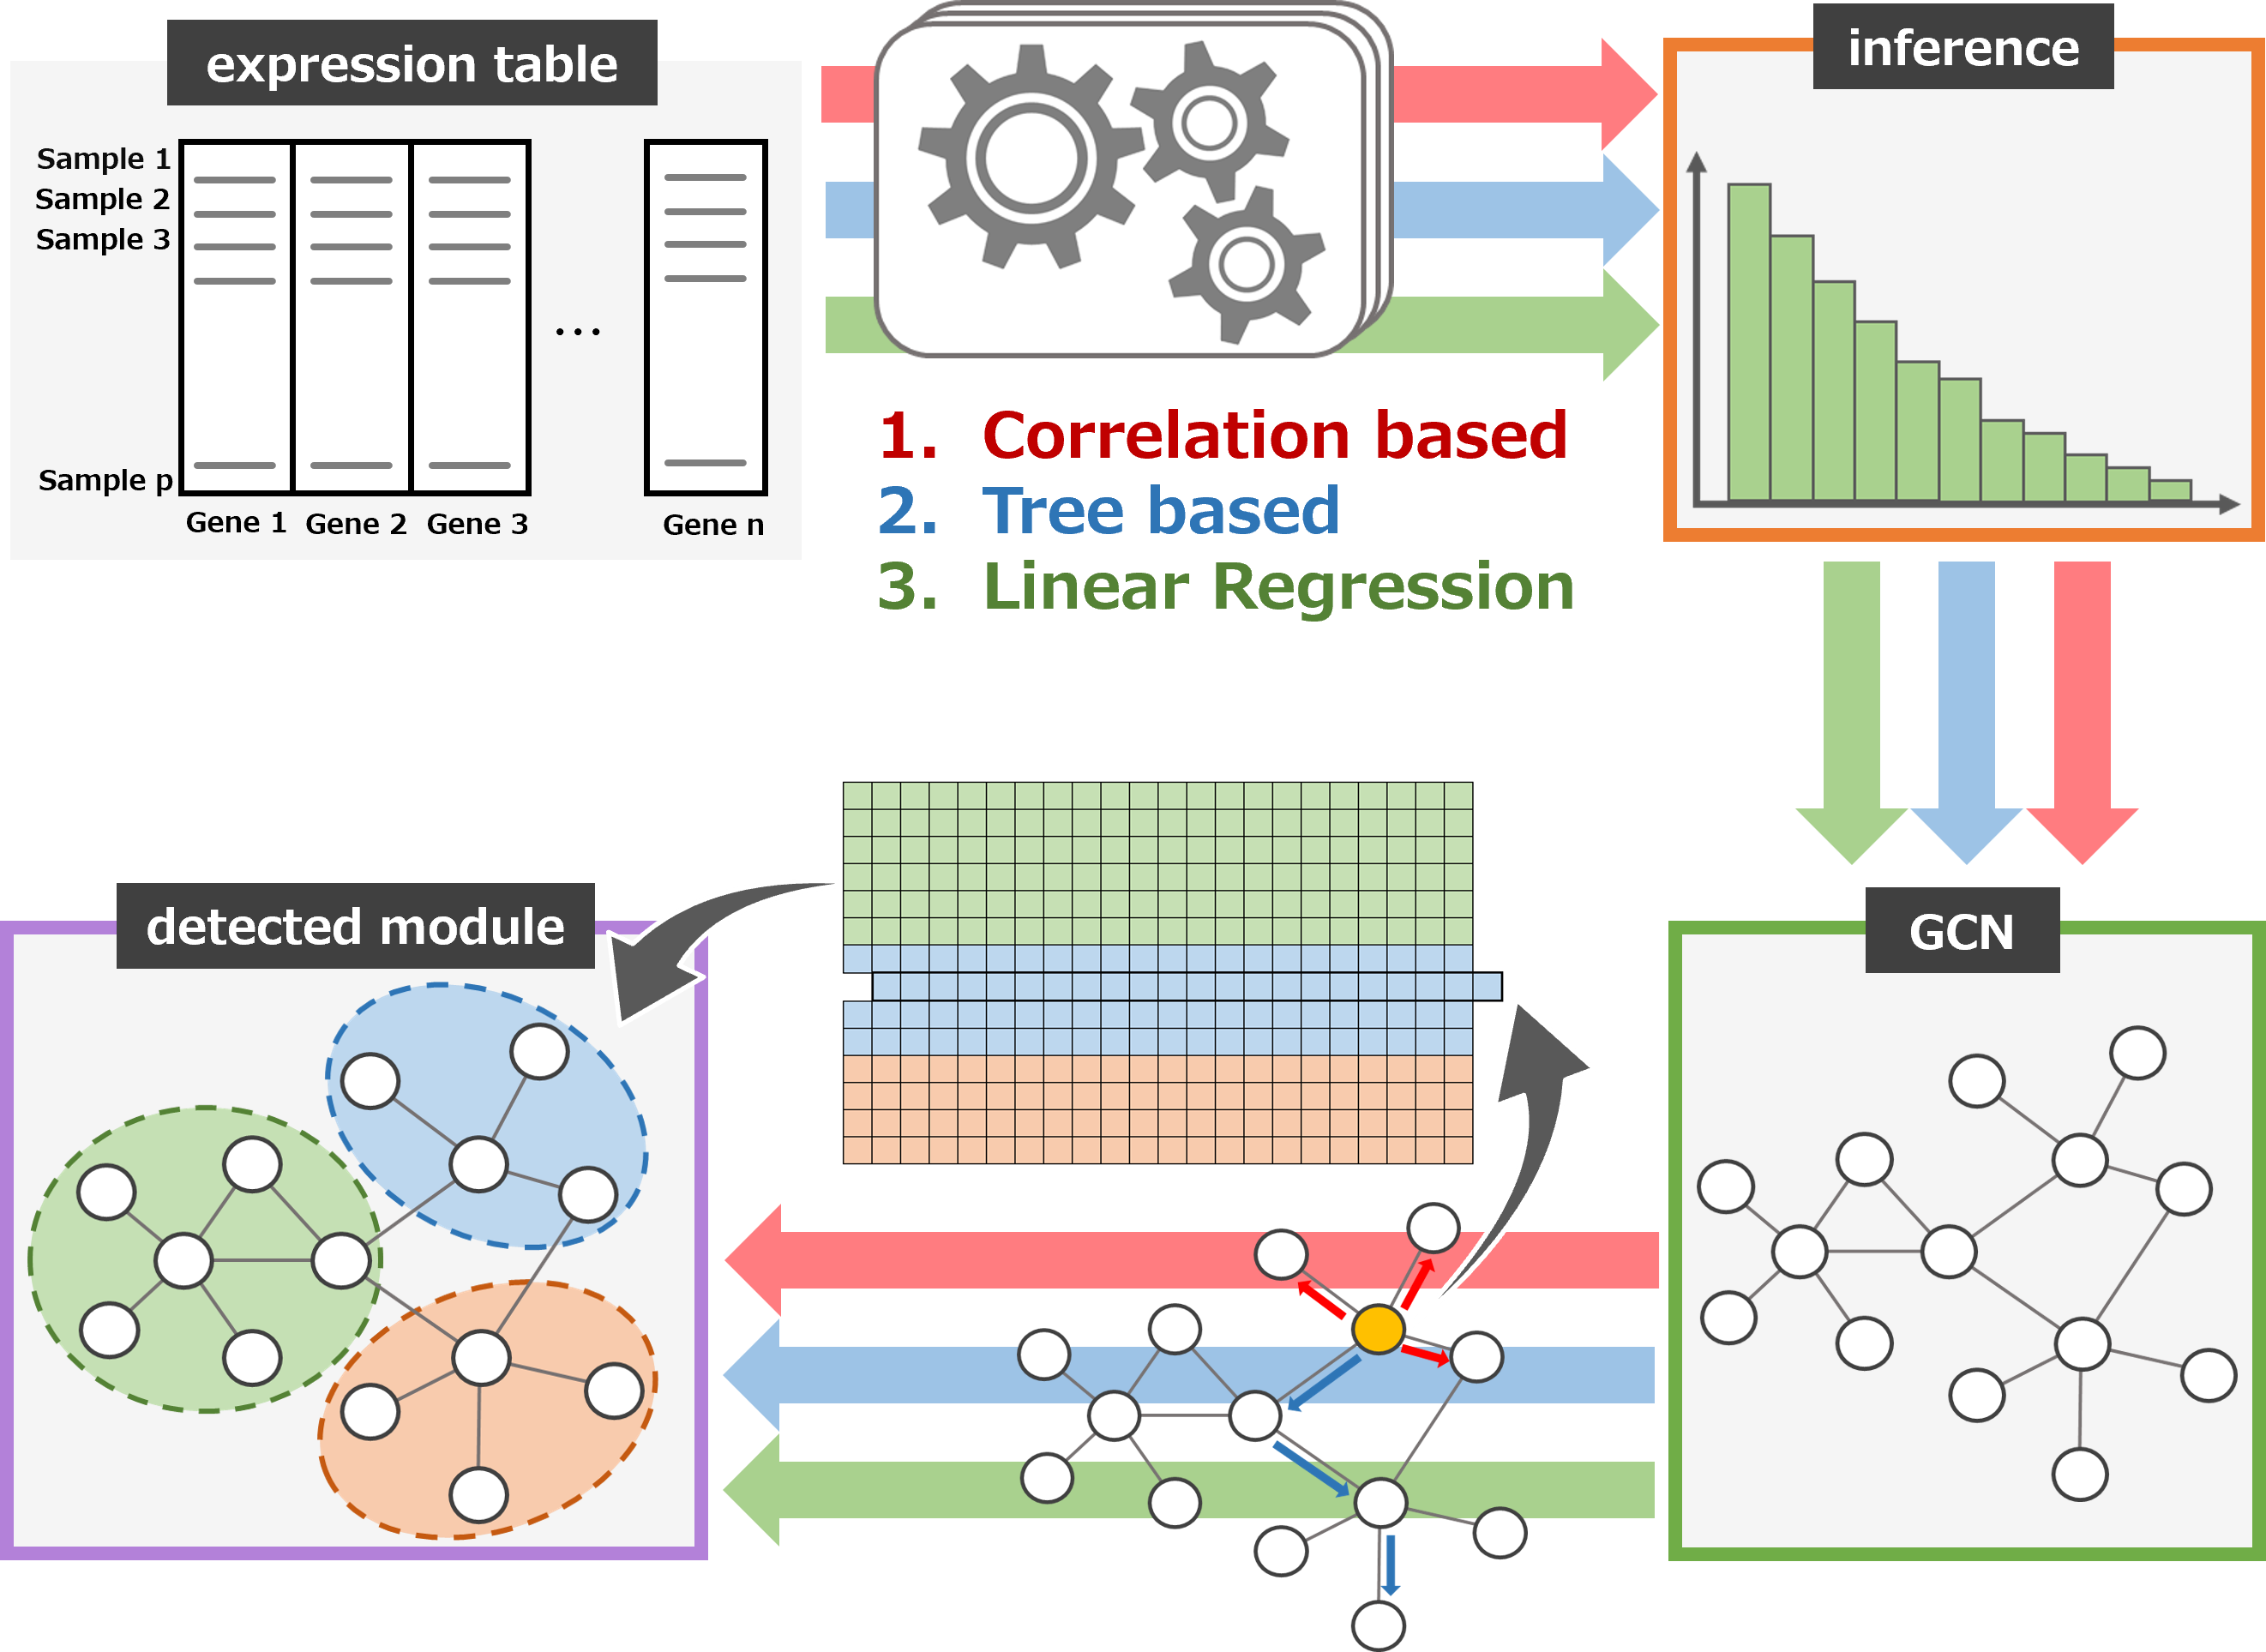 expression table
Sample 1
Sample 2
Sample 3
...
Sample p
Gene 1 Gene 2 Gene 3 Gene n
1. Correlation based
2. Tree based
3. Linear Regression
inference
GCN
detected module